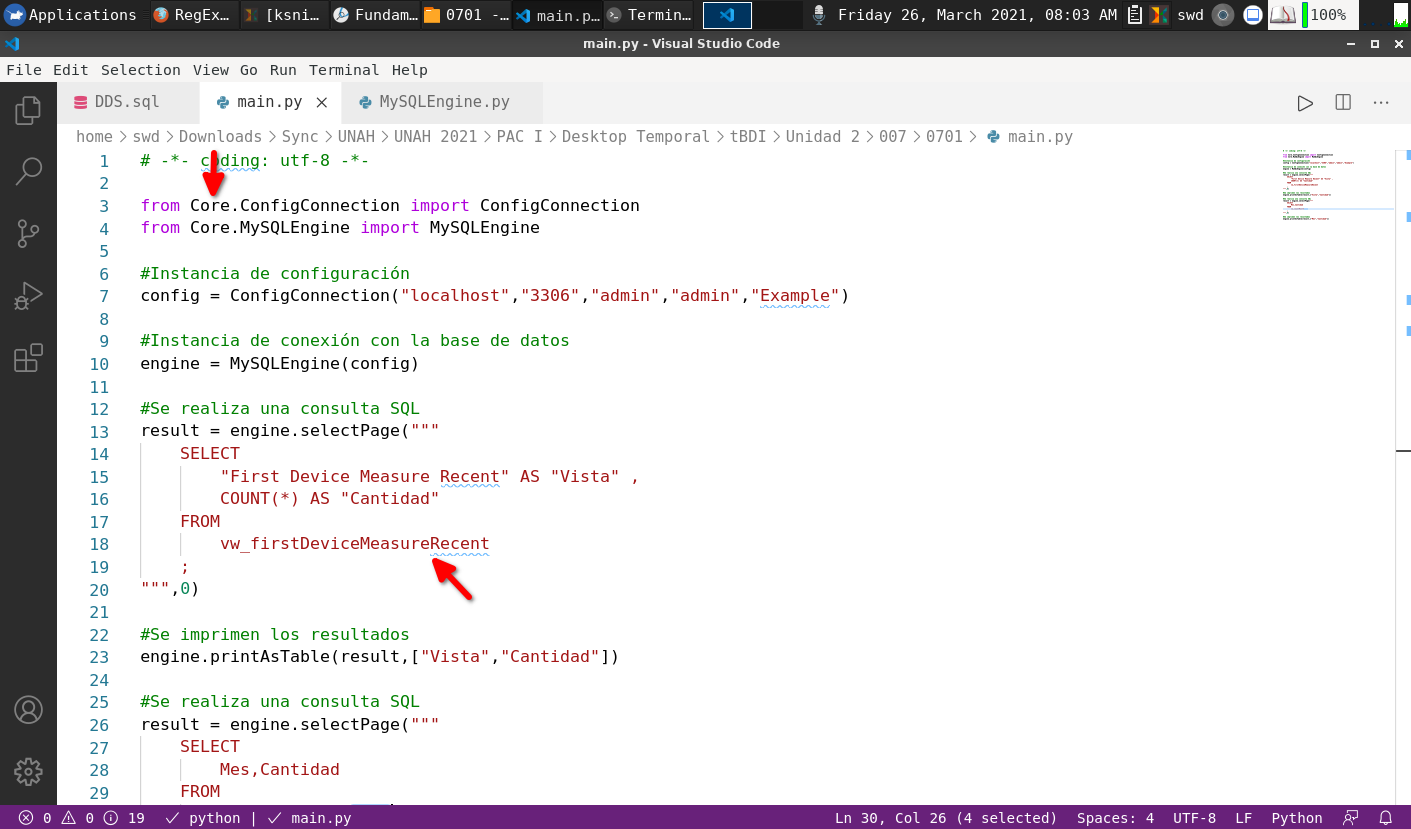 Applications RegEx... [ksni... Fundam... 0701 -... main.p... Termin... Friday 26, March 2021, 08:03 AM swd 100%
main.py - Visual Studio Code
File Edit Selection View Go Run Terminal Help
DDS.sql main.py MySQLEngine.py
home > swd > Downloads > Sync > UNAH > UNAH 2021 > PAC I > Desktop Temporal > tBDI > Unidad 2 > 007 > 0701 > main.py
1 # -*- coding: utf-8 -*-
2
3 from Core.ConfigConnection import ConfigConnection
4 from Core.MySQLEngine import MySQLEngine
5
6 #Instancia de configuración
7 config = ConfigConnection("localhost","3306","admin","admin","Example")
8
9 #Instancia de conexión con la base de datos
10 engine = MySQLEngine(config)
11
12 #Se realiza una consulta SQL
13 result = engine.selectPage("""
14 SELECT
15 "First Device Measure Recent" AS "Vista" ,
16 COUNT(*) AS "Cantidad"
17 FROM
18 vw_firstDeviceMeasureRecent
19 ;
20 """,0)
21
22 #Se imprimen los resultados
23 engine.printAsTable(result,["Vista","Cantidad"])
24
25 #Se realiza una consulta SQL
26 result = engine.selectPage("""
27 SELECT
28 Mes,Cantidad
29 FROM
0 0 19 python | main.py Ln 30, Col 26 (4 selected) Spaces: 4 UTF-8 LF Python